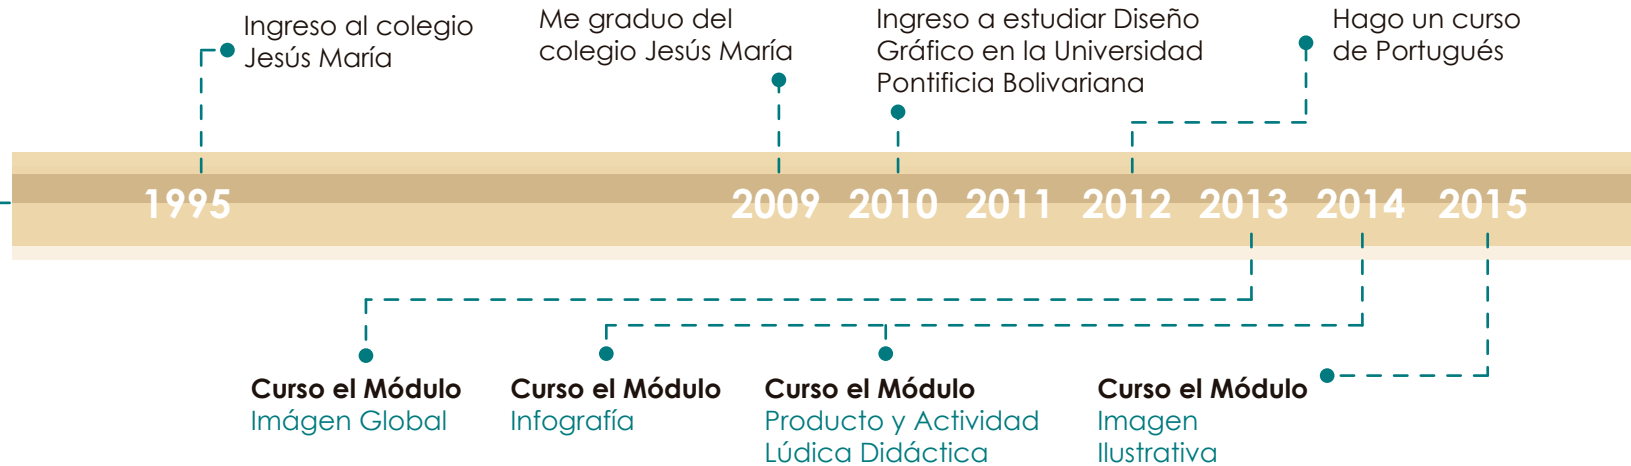 Ingreso al colegio
Jesús María
Me graduo del
colegio Jesús María
Ingreso a estudiar Diseño
Gráfico en la Universidad
Pontificia Bolivariana
Hago un curso
de Portugués
1995 2009 2010 2011 2012 2013 2014 2015
Curso el Módulo
Imágen Global
Curso el Módulo
Infografía
Curso el Módulo
Producto y Actividad
Lúdica Didáctica
Curso el Módulo
Imagen
Ilustrativa